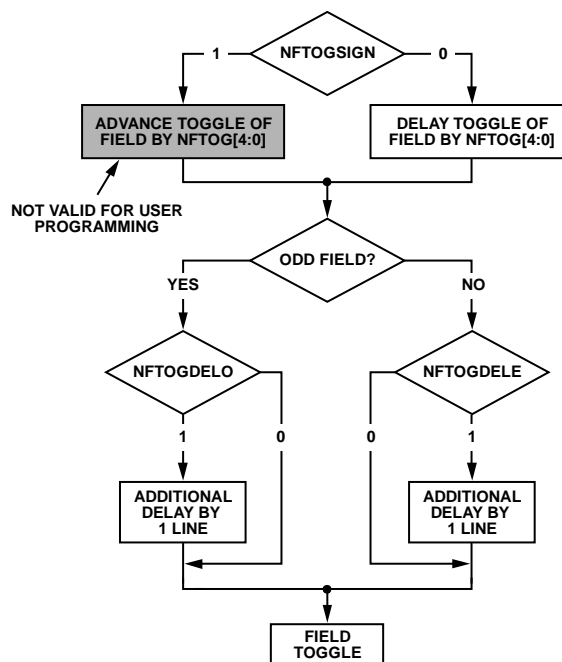 NFTOGSIGN
1
0
ADVANCE TOGGLE OF
FIELD BY NFTOG[4:0]
DELAY TOGGLE OF
FIELD BY NFTOG[4:0]
NOT VALID FOR USER
PROGRAMMING
ODD FIELD?
YES
NO
NFTOGDELO
NFTOGDELE
1
0
0
1
ADDITIONAL
DELAY BY
1 LINE
ADDITIONAL
DELAY BY
1 LINE
FIELD
TOGGLE